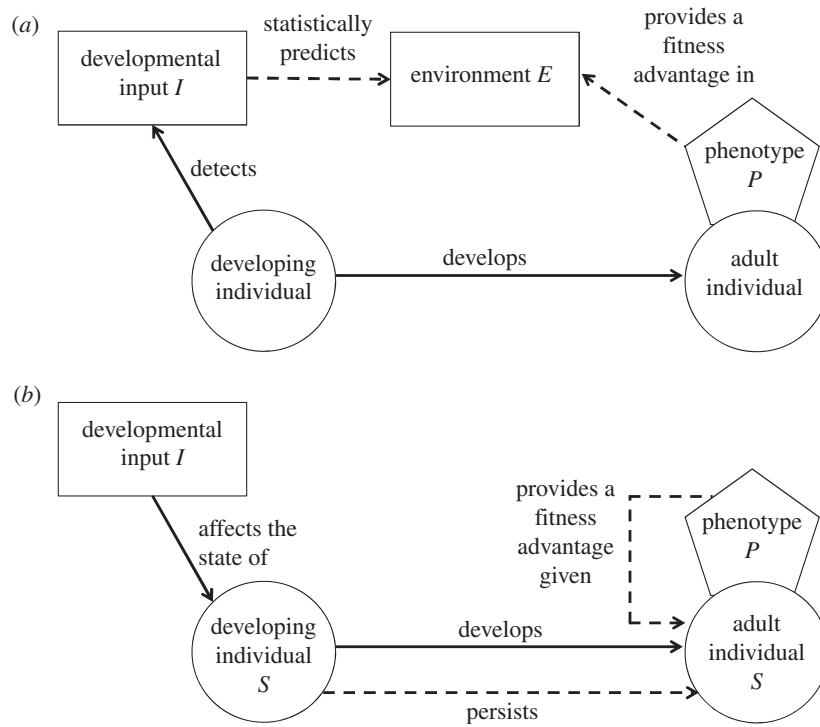 (a)
developmental
input I
statistically
predicts
environment E
provides a
fitness
advantage in
phenotype
P
detects
developing
individual
develops
adult
individual
(b)
developmental
input I
affects the
state of
provides a
fitness
advantage
given
phenotype
P
developing
individual
S
develops
adult
individual
S
persists